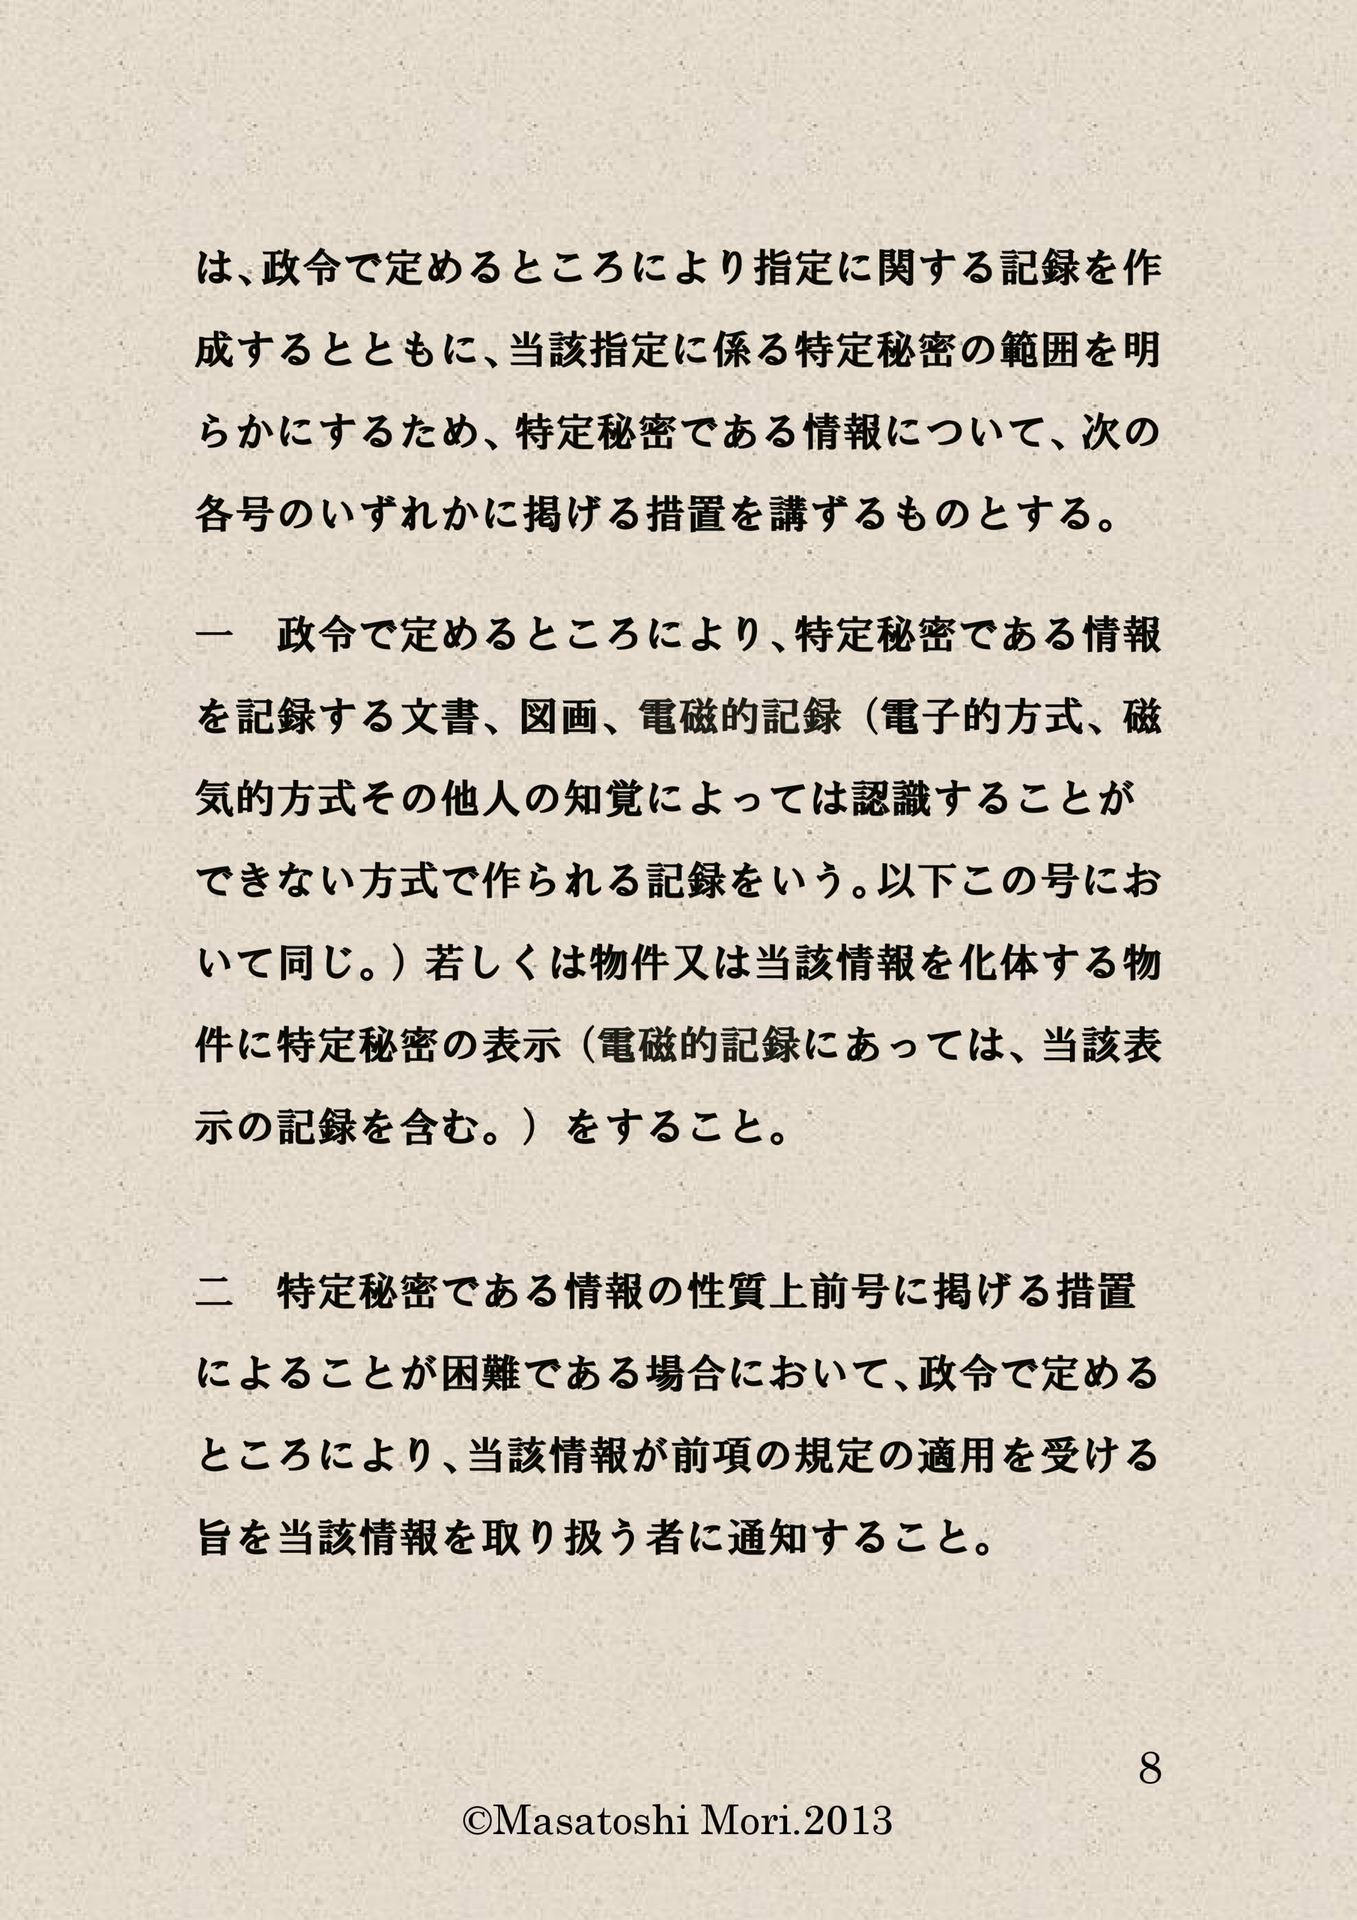 は、政令で定めるところにより指定に関する記録を作
成するとともに、当該指定に係る特定秘密の範囲を明
らかにするため、特定秘密である情報について、次の
各号のいずれかに掲げる措置を講ずるものとする。
一　政令で定めるところにより、特定秘密である情報
を記録する文書、図画、電磁的記録（電子的方式、磁
気的方式その他人の知覚によっては認識することが
できない方式で作られる記録をいう。以下この号にお
いて同じ。）若しくは物件又は当該情報を化体する物
件に特定秘密の表示（電磁的記録にあっては、当該表
示の記録を含む。）をすること。
二　特定秘密である情報の性質上前号に掲げる措置
によることが困難である場合において、政令で定める
ところにより、当該情報が前項の規定の適用を受ける
旨を当該情報を取り扱う者に通知すること。
8
©Masatoshi Mori.2013